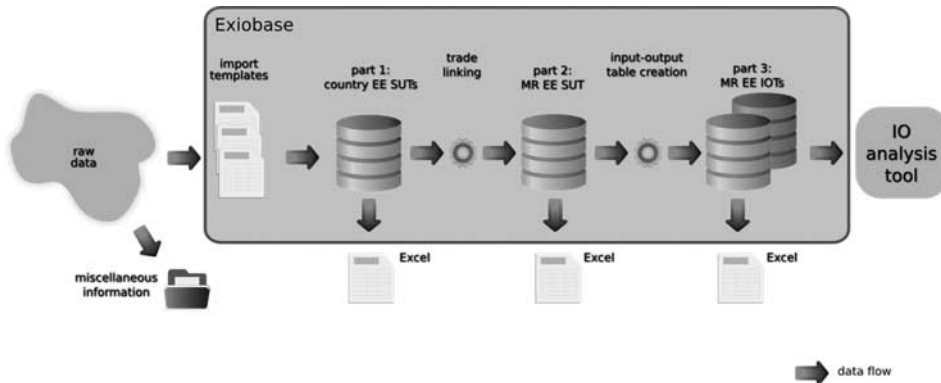 Exiobase
import
templates
part 1:
country EE SUTs
trade
linking
part 2:
MR EE SUT
input-output
table creation
part 3:
MR EE IOTs
raw
data
IO
analysis
tool
miscellaneous
information
Excel
Excel
Excel
data flow